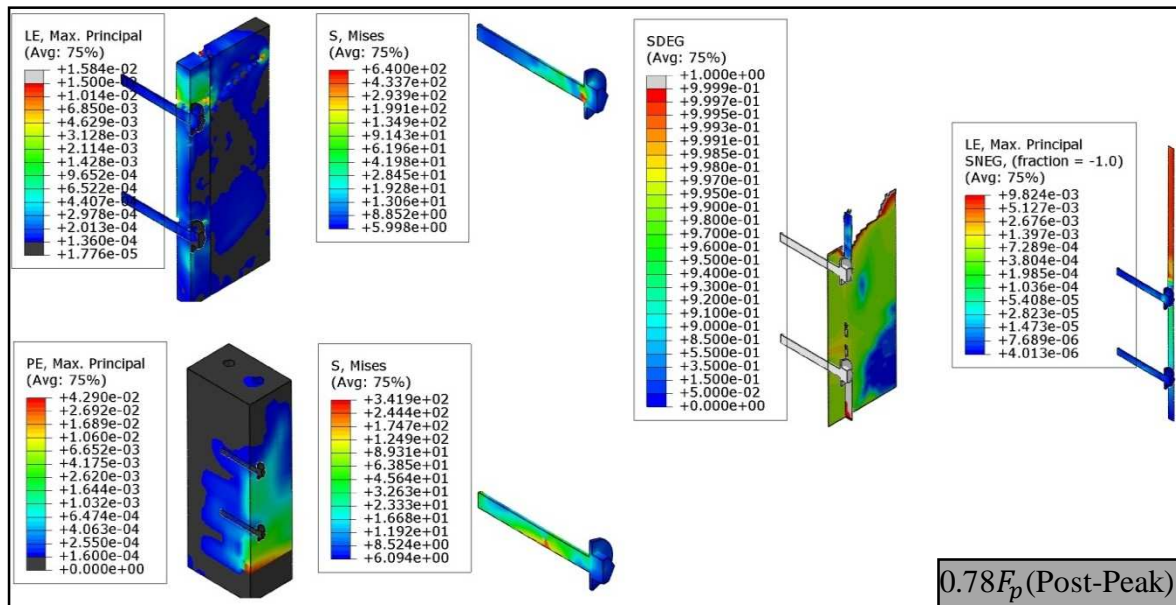 LE, Max. Principal
(Avg: 75%)
+1.584e-02
+1.500e-02
+1.014e-02
+6.850e-03
+4.629e-03
+3.128e-03
+2.114e-03
+1.428e-03
+9.652e-04
+6.522e-04
+4.407e-04
+2.978e-04
+2.013e-04
+1.360e-04
+1.776e-05
S, Mises
(Avg: 75%)
+6.400e+02
+4.337e+02
+2.939e+02
+1.991e+02
+1.349e+02
+9.143e+01
+6.196e+01
+4.198e+01
+2.845e+01
+1.928e+01
+1.306e+01
+8.852e+00
+5.998e+00
SDEG
(Avg: 75%)
+1.000e+00
+9.999e-01
+9.997e-01
+9.995e-01
+9.993e-01
+9.991e-01
+9.985e-01
+9.980e-01
+9.970e-01
+9.950e-01
+9.900e-01
+9.800e-01
+9.700e-01
+9.600e-01
+9.500e-01
+9.400e-01
+9.300e-01
+9.200e-01
+9.100e-01
+9.000e-01
+8.500e-01
+5.500e-01
+3.500e-01
+1.500e-01
+5.000e-02
+0.000e+00
LE, Max. Principal
SNEG, (fraction = -1.0)
(Avg: 75%)
+9.824e-03
+5.127e-03
+2.676e-03
+1.397e-03
+7.289e-04
+3.804e-04
+1.985e-04
+1.036e-04
+5.408e-05
+2.823e-05
+1.473e-05
+7.689e-06
+4.013e-06
PE, Max. Principal
(Avg: 75%)
+4.290e-02
+2.692e-02
+1.689e-02
+1.060e-02
+6.652e-03
+4.175e-03
+2.620e-03
+1.644e-03
+1.032e-03
+6.474e-04
+4.063e-04
+2.550e-04
+1.600e-04
+0.000e+00
S, Mises
(Avg: 75%)
+3.419e+02
+2.444e+02
+1.747e+02
+1.249e+02
+8.931e+01
+6.385e+01
+4.564e+01
+3.263e+01
+2.333e+01
+1.668e+01
+1.192e+01
+8.524e+00
+6.094e+00
0.78Fₚ(Post-Peak)